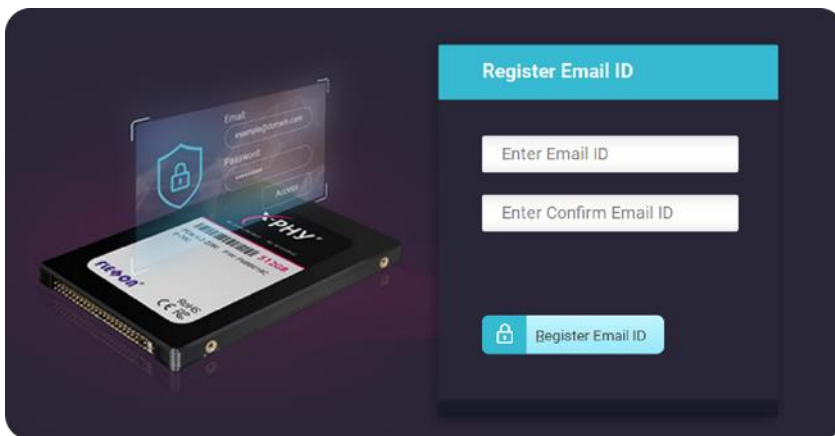 Email:
example@domain.com
Password:
Access
X-PHY
512GB
FLEXXON
RoHS
CE FC
Register Email ID
Enter Email ID
Enter Confirm Email ID
Register Email ID